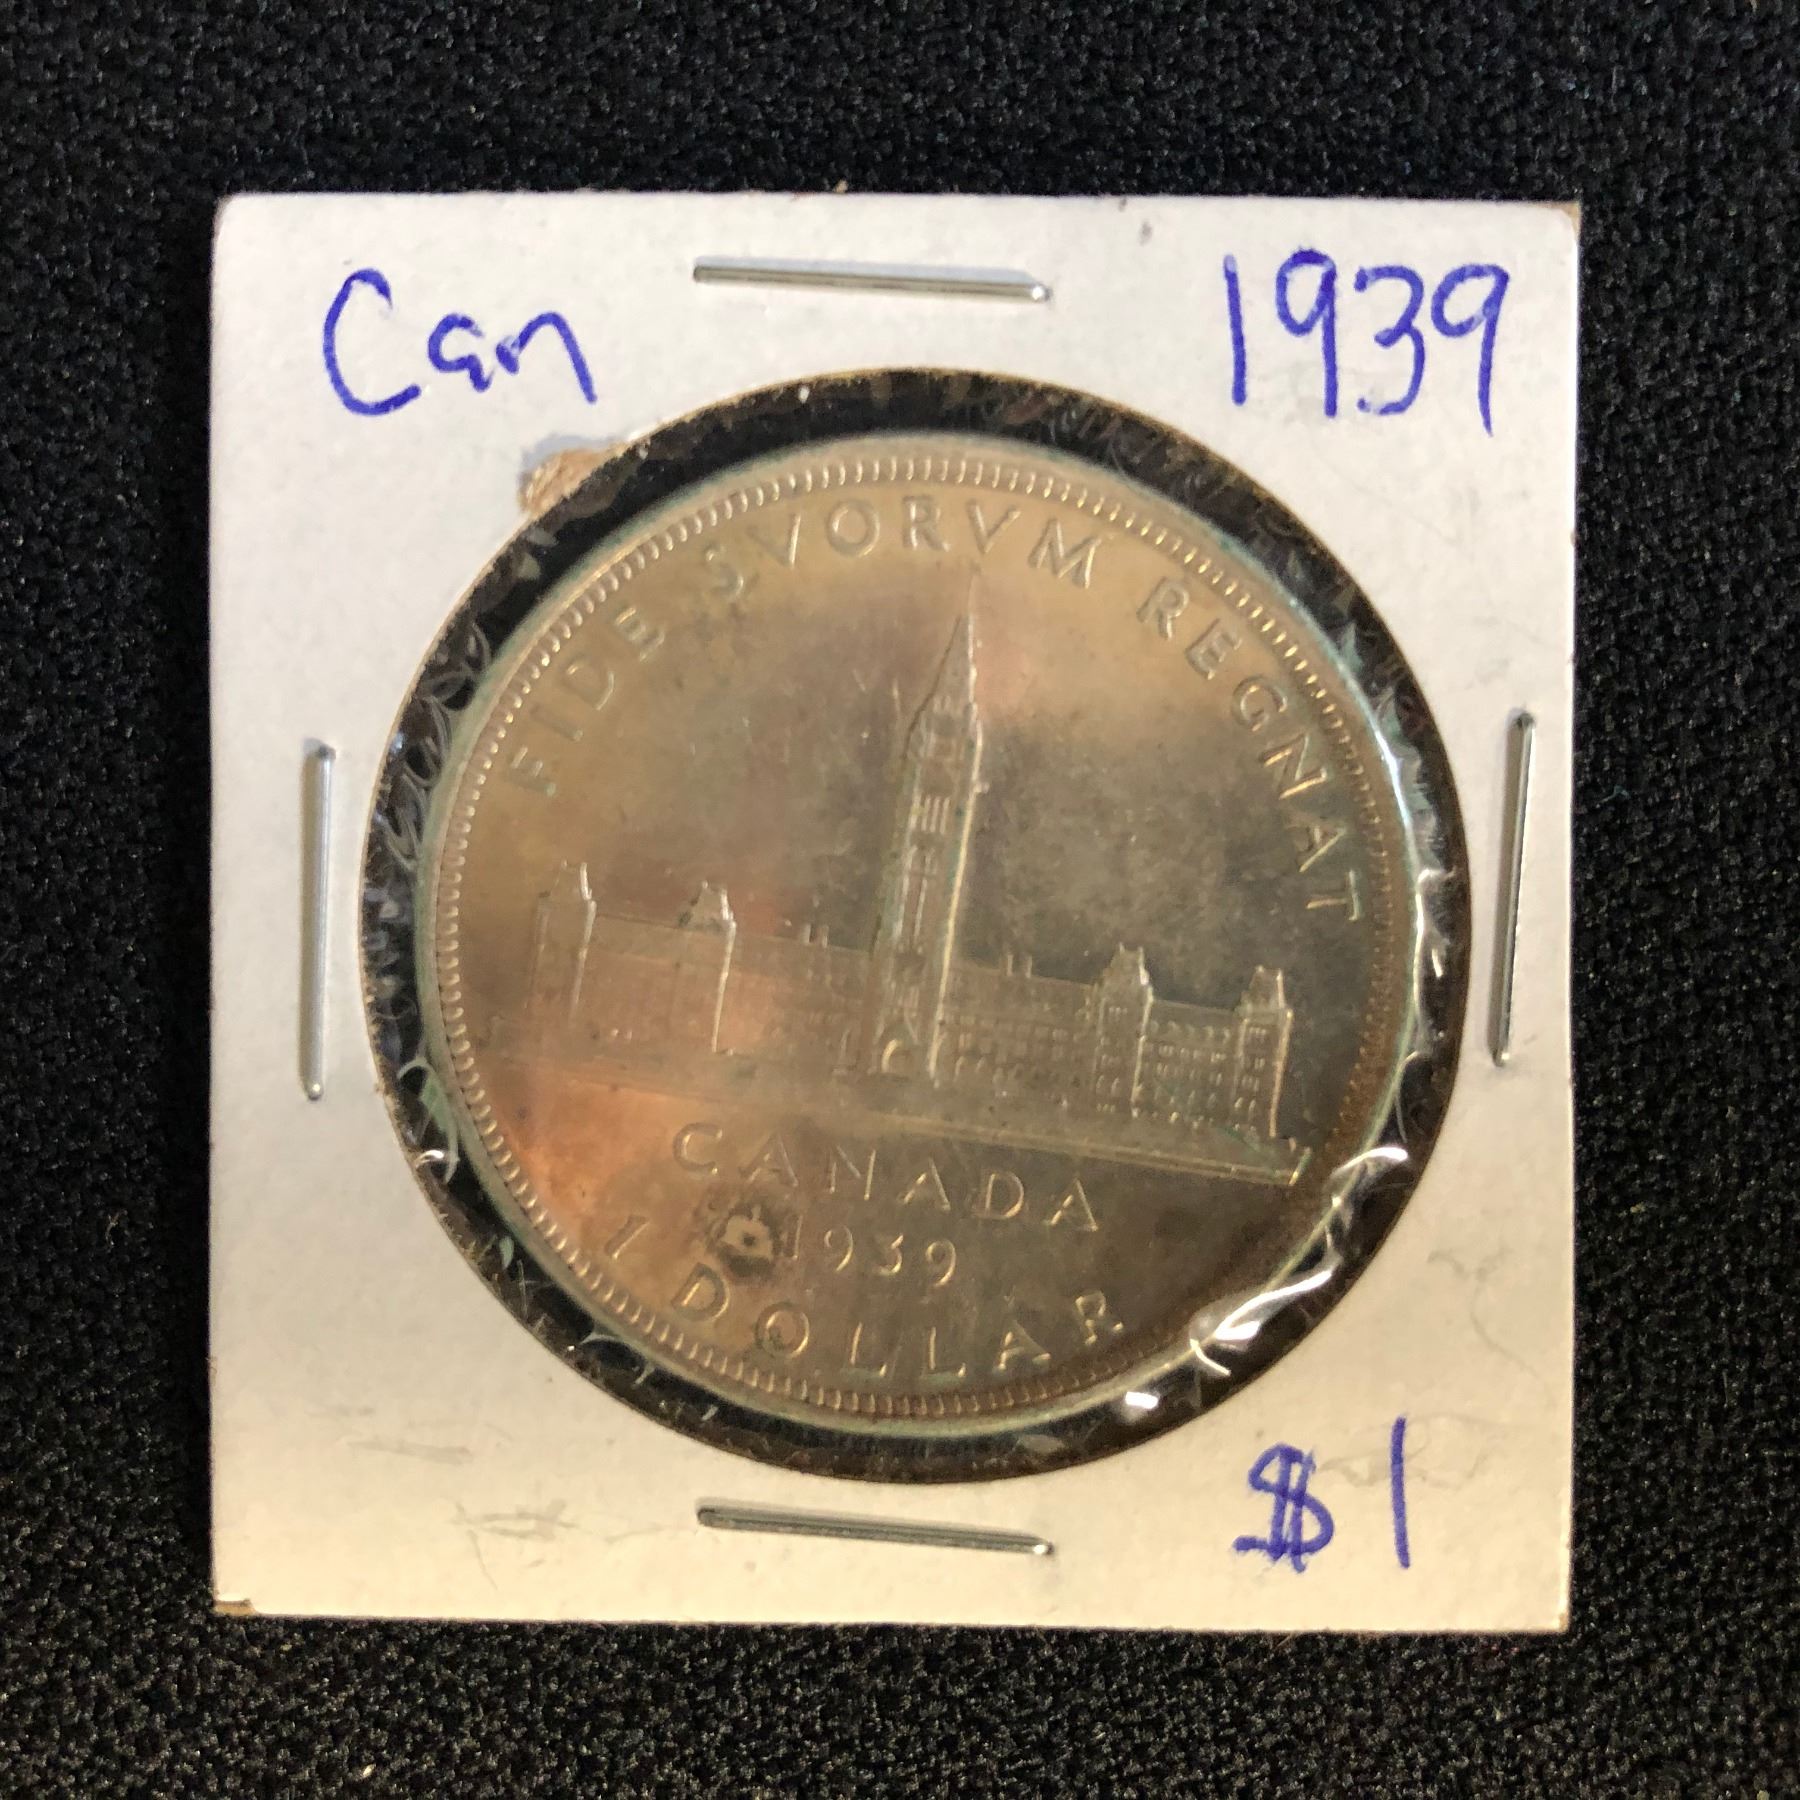 Can 1939
FIDE SVORVM REGNAT
CANADA
1939
1 DOLLAR
$1